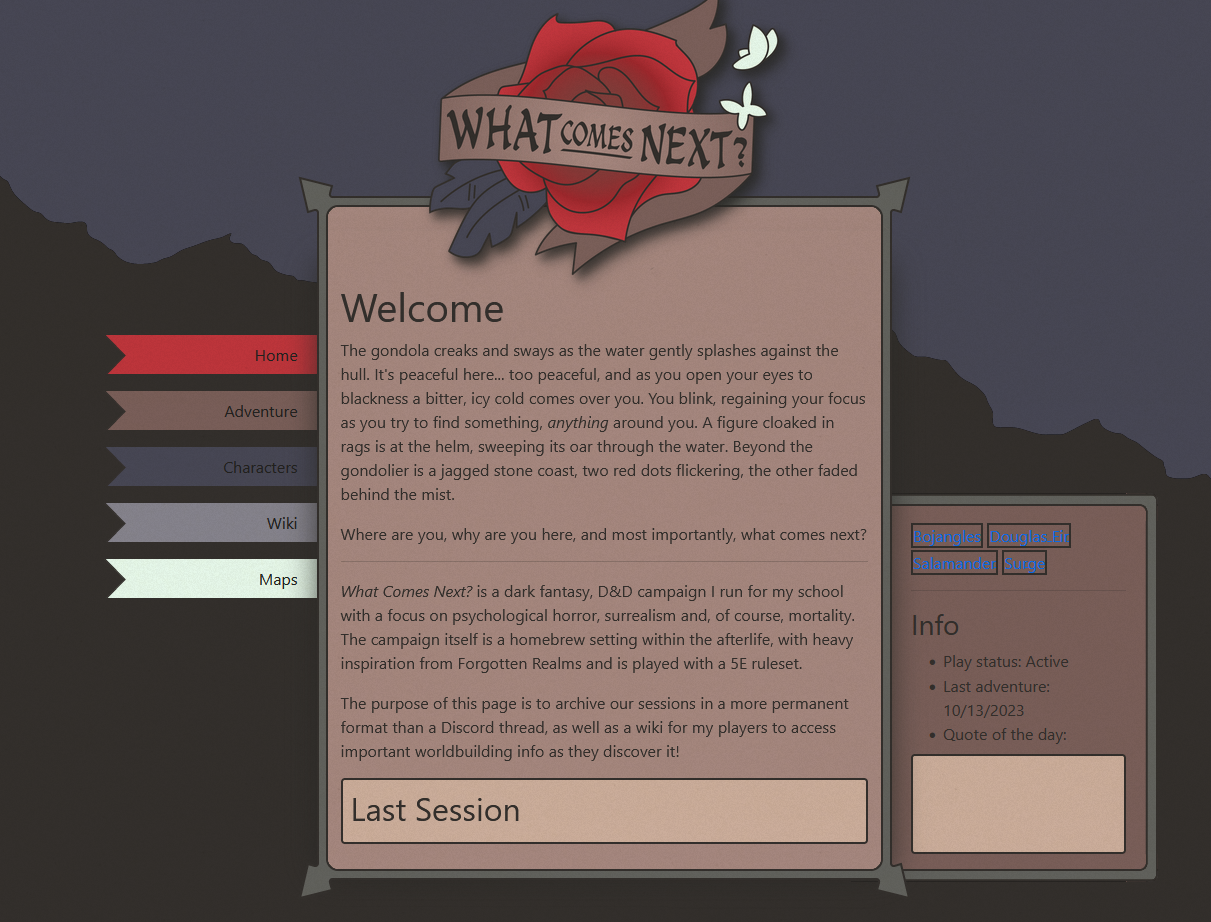 WHAT COMES NEXT?
Welcome
The gondola creaks and sways as the water gently splashes against the
hull. It's peaceful here... too peaceful, and as you open your eyes to
blackness a bitter, icy cold comes over you. You blink, regaining your focus
as you try to find something, anything around you. A figure cloaked in
rags is at the helm, sweeping its oar through the water. Beyond the
gondolier is a jagged stone coast, two red dots flickering, the other faded
behind the mist.
Where are you, why are you here, and most importantly, what comes next?
What Comes Next? is a dark fantasy, D&D campaign I run for my school
with a focus on psychological horror, surrealism and, of course, mortality.
The campaign itself is a homebrew setting within the afterlife, with heavy
inspiration from Forgotten Realms and is played with a 5E ruleset.
The purpose of this page is to archive our sessions in a more permanent
format than a Discord thread, as well as a wiki for my players to access
important worldbuilding info as they discover it!
Last Session
Home
Adventure
Characters
Wiki
Maps
Bojangles Douglas Fir
Salamander Surge
Info
• Play status: Active
• Last adventure:
10/13/2023
• Quote of the day: